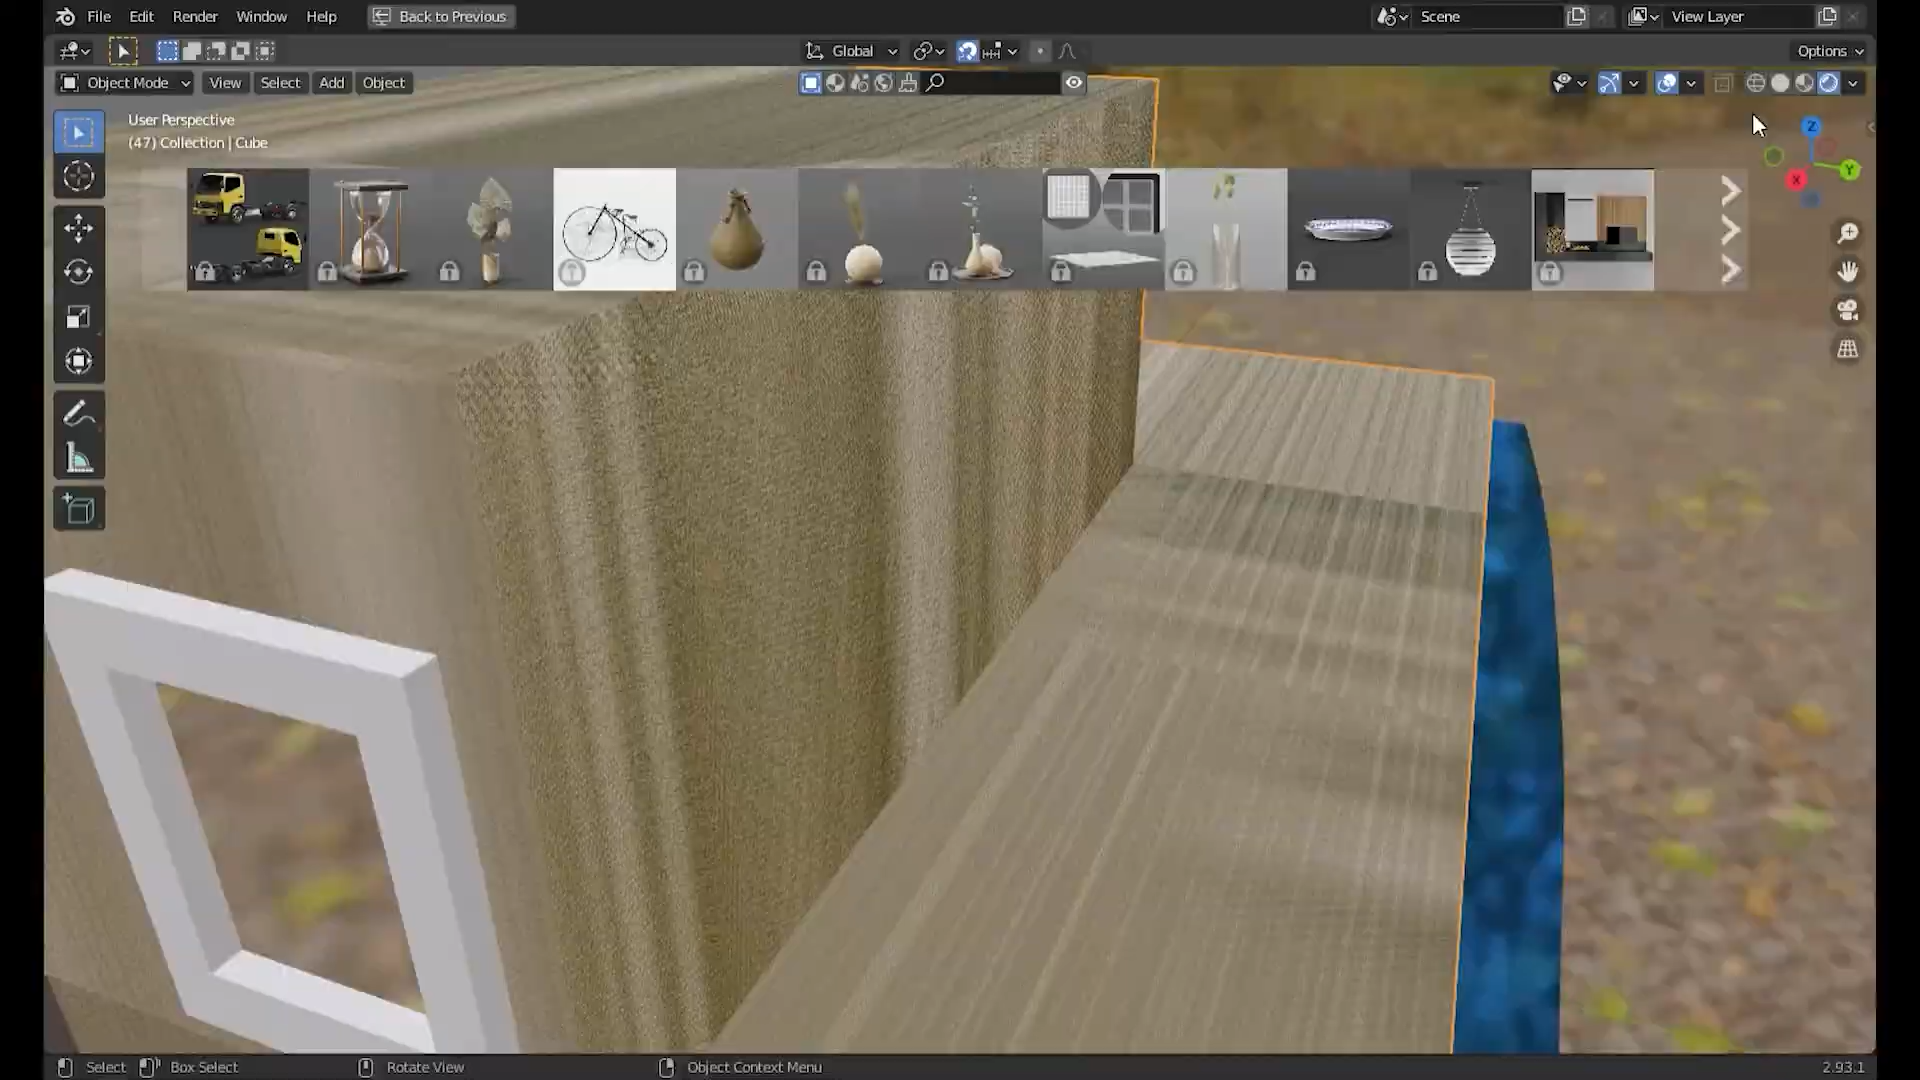 File Edit Render Window Help Back to Previous Scene View Layer
Global Options
Object Mode View Select Add Object
User Perspective
(47) Collection | Cube
Z
Y
X
Select Box Select Rotate View Object Context Menu 2.93.1